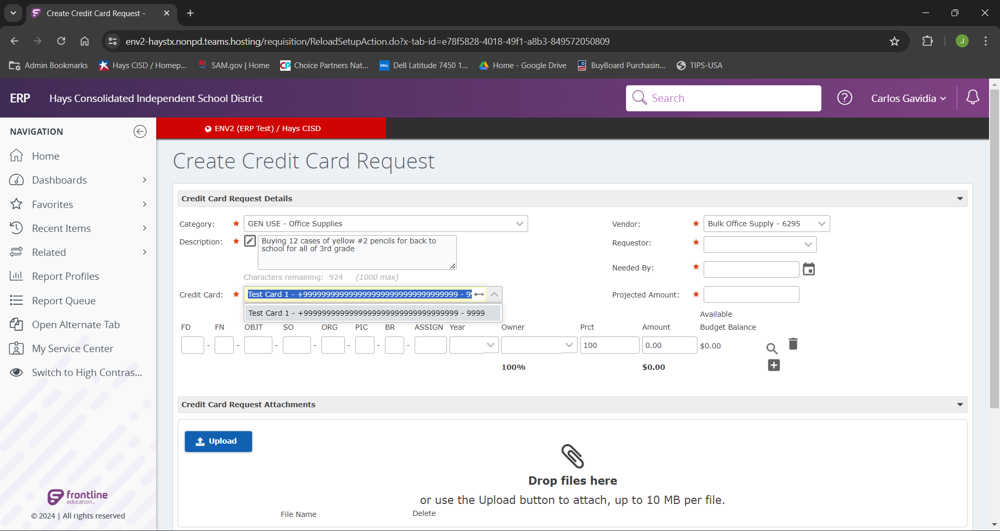 Create Credit Card Request -
env2-haystx.nonpd.teams.hosting/requisition/ReloadSetupAction.do?x-tab-id=e78f5828-4018-49f1-a8b3-849572050809
J
Admin Bookmarks
Hays CISD / Homep...
SAM.gov | Home
Choice Partners Nat...
Dell Latitude 7450 1...
Home - Google Drive
BuyBoard Purchasin...
TIPS-USA
ERP
Hays Consolidated Independent School District
Search
Carlos Gavidia
NAVIGATION
ENV2 (ERP Test) / Hays CISD
Home
Dashboards
Favorites
Recent Items
Related
Report Profiles
Report Queue
Open Alternate Tab
My Service Center
Switch to High Contras...
frontline
education
© 2024 | All rights reserved
Create Credit Card Request
Credit Card Request Details
Category:
GEN USE - Office Supplies
Vendor:
Bulk Office Supply - 6295
Description:
Buying 12 cases of yellow #2 pencils for back to
school for all of 3rd grade
Requestor:
Characters remaining: 924 (1000 max)
Needed By:
Credit Card:
Test Card 1 - +9999999999999999999999999999999999 - 9
Projected Amount:
Test Card 1 - +9999999999999999999999999999999999 - 9999
Available
FD FN OBJT SO ORG PIC BR ASSIGN Year Owner Prct Amount Budget Balance
- - - - - - - 100 0.00 $0.00
100% $0.00
Credit Card Request Attachments
Upload
Drop files here
or use the Upload button to attach, up to 10 MB per file.
File Name Delete